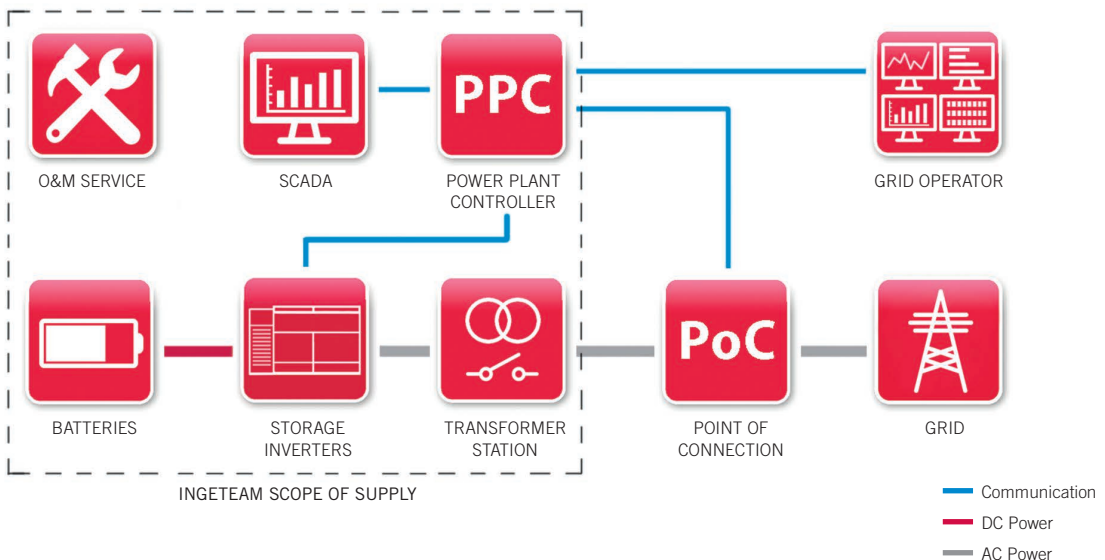 PPC
O&M SERVICE
SCADA
POWER PLANT
CONTROLLER
GRID OPERATOR
PoC
BATTERIES
STORAGE
INVERTERS
TRANSFORMER
STATION
POINT OF
CONNECTION
GRID
INGETEAM SCOPE OF SUPPLY
Communication
DC Power
AC Power